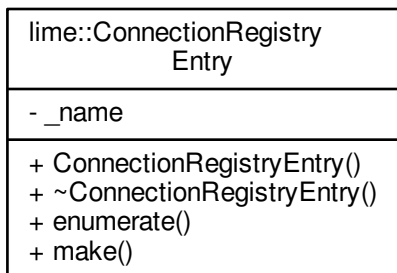 lime::ConnectionRegistry
Entry
- _name
+ ConnectionRegistryEntry()
+ ~ConnectionRegistryEntry()
+ enumerate()
+ make()